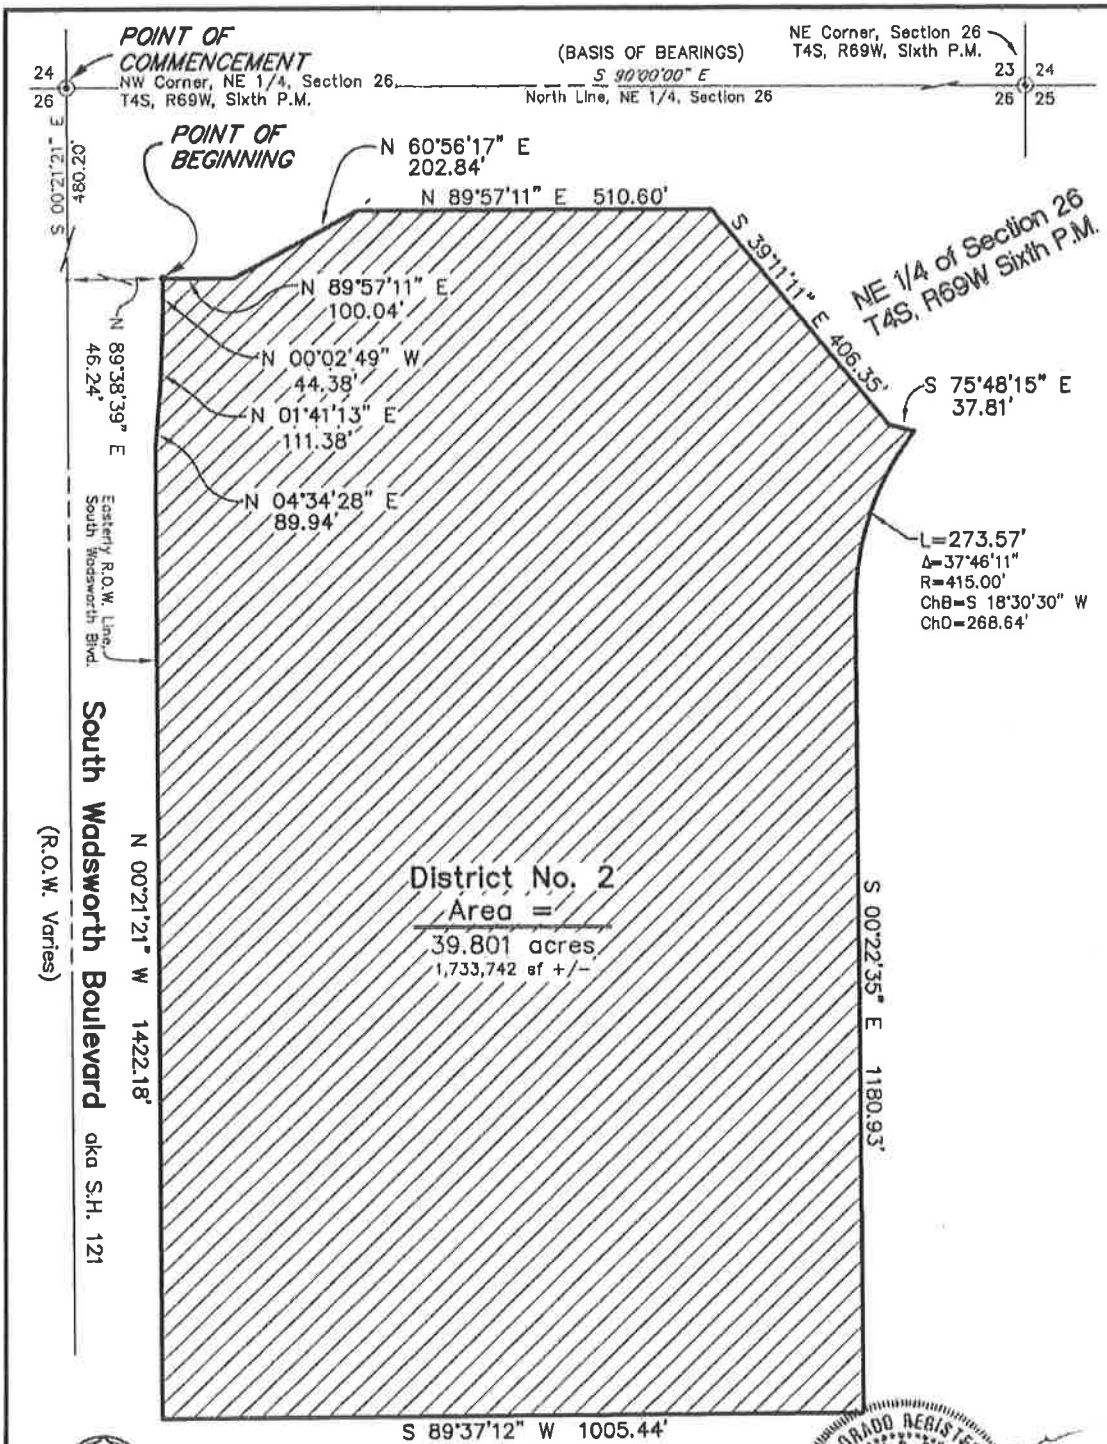 POINT OF
COMMENCEMENT
NW Corner, NE 1/4, Section 26,
T4S, R69W, Sixth P.M.
24
26
(BASIS OF BEARINGS)
S 90°00'00" E
North Line, NE 1/4, Section 26
NE Corner, Section 26
T4S, R69W, Sixth P.M.
23 24
26 25
S 00°21'21" E
480.20'
POINT OF
BEGINNING
N 60°56'17" E
202.84'
N 89°57'11" E 510.60'
S 39°11'11" E 406.35'
NE 1/4 of Section 26
T4S, R69W Sixth P.M.
N 89°57'11" E
100.04'
N 00°02'49" W
44.38'
N 01°41'13" E
111.38'
N 04°34'28" E
89.94'
N 89°38'39" E
46.24'
S 75°48'15" E
37.81'
L=273.57'
Δ=37°46'11"
R=415.00'
ChB=S 18°30'30" W
ChD=268.64'
Easterly R.O.W. Line,
South Wadsworth Blvd.
South Wadsworth Boulevard aka S.H. 121
(R.O.W. Varies)
N 00°21'21" W 1422.18'
District No. 2
Area =
39.801 acres
1,733,742 sf +/-
S 00°22'35" E 1180.93'
S 89°37'12" W 1005.44'